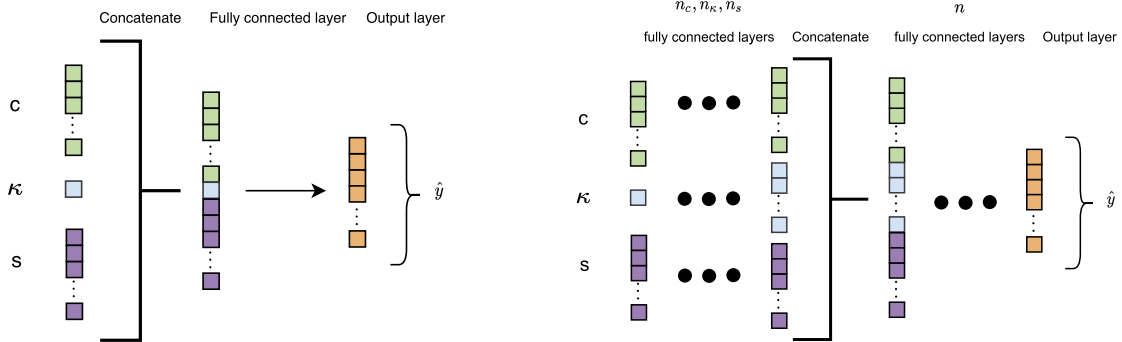 Concatenate Fully connected layer Output layer
c
κ
s
ŷ
n_c, n_κ, n_s n
fully connected layers Concatenate fully connected layers Output layer
c
κ
s
ŷ